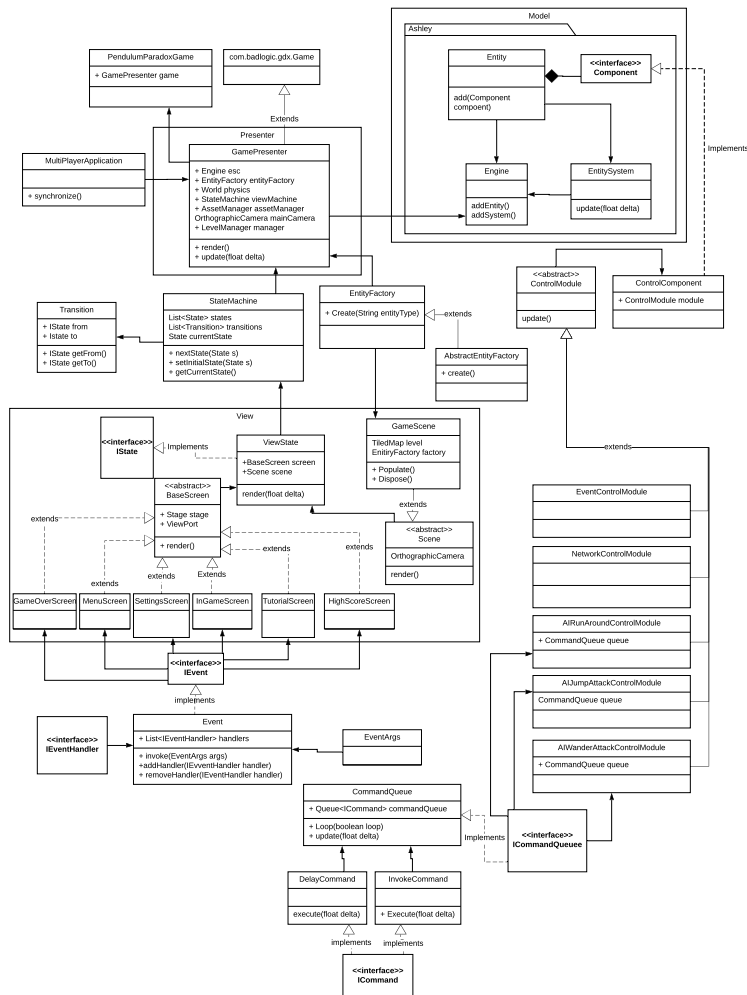 Model
Ashley
PendulumParadoxGame
+ GamePresenter game
com.badlogic.gdx.Game
Entity
add(Component
compoent)
<<interface>>
Component
Extends
Implements
Presenter
GamePresenter
+ Engine esc
+ EntityFactory entityFactory
+ World physics
+ StateMachine viewMachine
+ AssetManager assetManager
OrthographicCamera mainCamera
+ LevelManager manager
+ render()
+ update(float delta)
MultiPlayerApplication
+ synchronize()
Engine
addEntity()
addSystem()
EntitySystem
update(float delta)
<<abstract>>
ControlModule
update()
ControlComponent
+ ControlModule module
Transition
+ IState from
+ Istate to
+ IState getFrom()
+ IState getTo()
StateMachine
List<State> states
List<Transition> transitions
State currentState
+ nextState(State s)
+ setInitialState(State s)
+ getCurrentState()
EntityFactory
+ Create(String entityType)
extends
AbstractEntityFactory
+ create()
View
<<interface>>
IState
Implements
ViewState
+BaseScreen screen
+Scene scene
render(float delta)
GameScene
TiledMap level
EnitiryFactory factory
+ Populate()
+ Dispose()
extends
<<abstract>>
BaseScreen
+ Stage stage
+ ViewPort
+ render()
<<abstract>>
Scene
OrthographicCamera
render()
extends
extends
extends
Extends
extends
extends
extends
GameOverScreen
MenuScreen
SettingsScreen
InGameScreen
TutorialScreen
HighScoreScreen
<<interface>>
IEvent
implements
<<interface>>
IEventHandler
Event
+ List<IEventHandler> handlers
+ invoke(EventArgs args)
+addHandler(IEvventHandler handler)
+ removeHandler(IEventHandler handler)
EventArgs
extends
EventControlModule
NetworkControlModule
AIRunAroundControlModule
+ CommandQueue queue
AIJumpAttackControlModule
CommandQueue queue
AIWanderAttackControlModule
+ CommandQueue queue
CommandQueue
+ Queue<ICommand> commandQueue
+ Loop(boolean loop)
+ update(float delta)
Implements
<<interface>>
ICommandQueuee
DelayCommand
execute(float delta)
InvokeCommand
+ Execute(float delta)
implements
implements
<<interface>>
ICommand